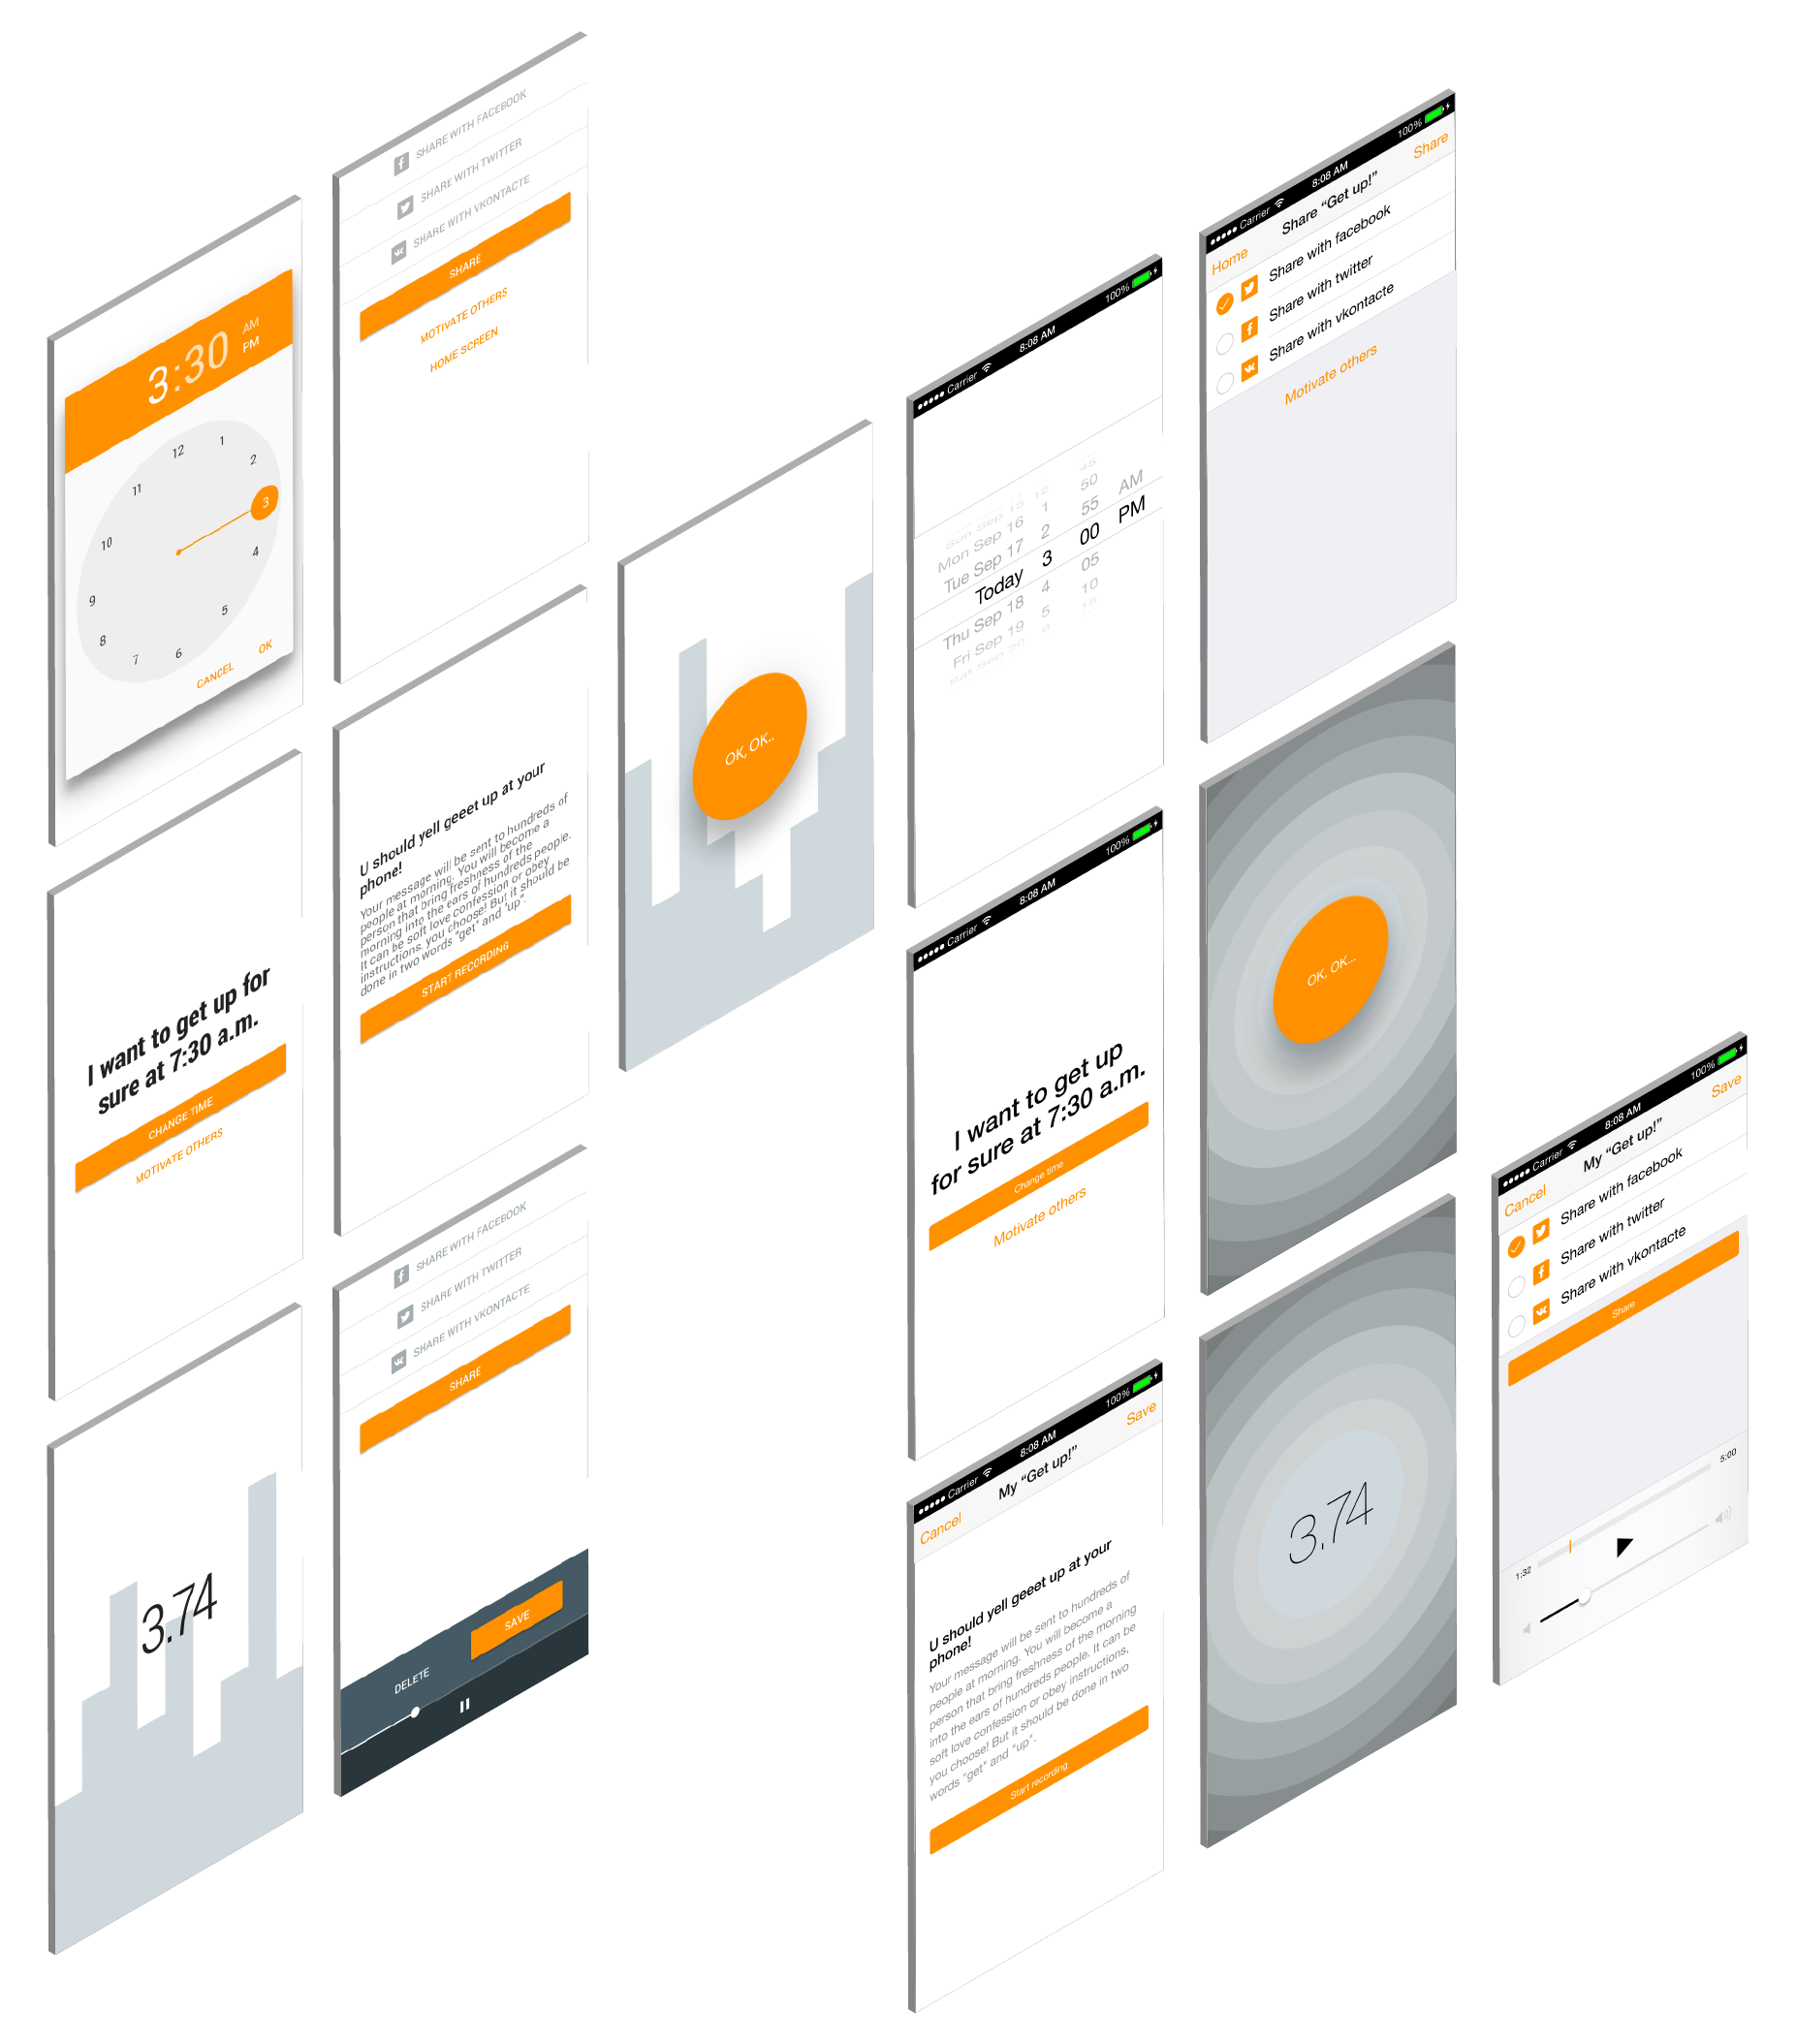 3:30
AM
PM
12
1
2
3
4
5
6
7
8
9
10
11
CANCEL
OK
I want to get up for
sure at 7:30 a.m.
CHANGE TIME
MOTIVATE OTHERS
3.74
SHARE WITH FACEBOOK
SHARE WITH TWITTER
SHARE WITH VKONTACTE
SHARE
MOTIVATE OTHERS
HOME SCREEN
U should yell geeet up at your
phone!
Your message will be sent to hundreds of
people at morning. You will become a
person that bring freshness of the
morning into the ears of hundreds people.
It can be soft love confession or obey
instructions, you choose! But it should be
done in two words "get" and "up".
START RECORDING
SHARE WITH FACEBOOK
SHARE WITH TWITTER
SHARE WITH VKONTACTE
SHARE
DELETE
SAVE
OK, OK..
Carrier
8:08 AM
100%
Sun Sep 15 12 45
Mon Sep 16 1 50
Tue Sep 17 2 55 AM
Today 3 00 PM
Thu Sep 18 4 05
Fri Sep 19 5 10
Sat Sep 20 6 15
Carrier
8:08 AM
100%
I want to get up
for sure at 7:30 a.m.
Change time
Motivate others
Carrier
8:08 AM
100%
Cancel
My “Get up!”
Save
U should yell geeet up at your
phone!
Your message will be sent to hundreds of
people at morning. You will become a
person that bring freshness of the morning
into the ears of hundreds people. It can be
soft love confession or obey instructions,
you choose! But it should be done in two
words "get" and "up".
Start recording
Carrier
8:08 AM
100%
Home
Share “Get up!”
Share
Share with facebook
Share with twitter
Share with vkontacte
Motivate others
OK, OK...
3.74
Carrier
8:08 AM
100%
Cancel
My “Get up!”
Save
Share with facebook
Share with twitter
Share with vkontacte
Share
1:32
5:00